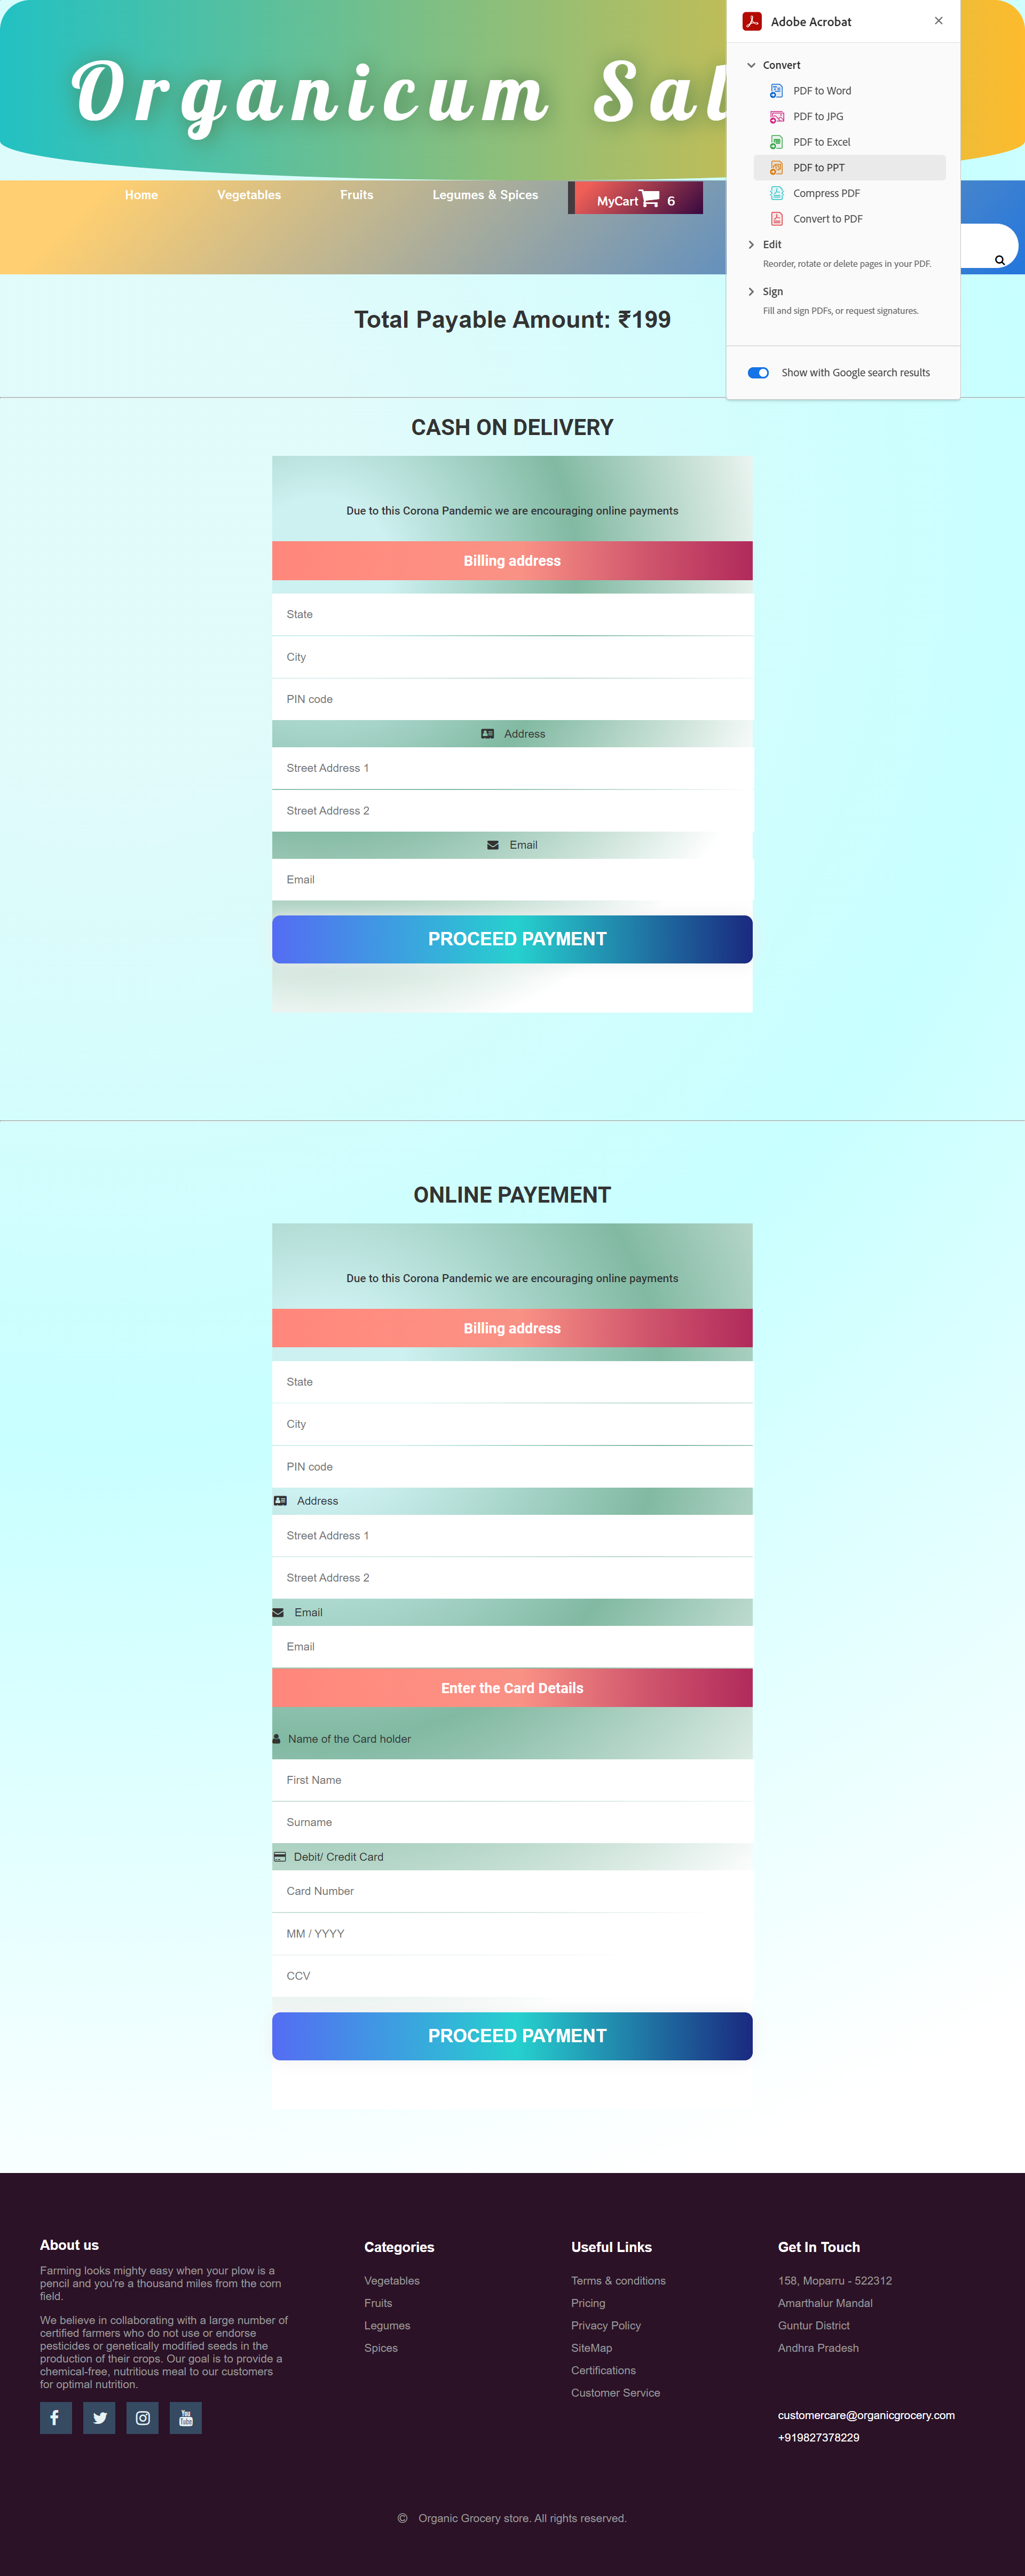 Organicum Sal
Adobe Acrobat
Convert
PDF to Word
PDF to JPG
PDF to Excel
PDF to PPT
Compress PDF
Convert to PDF
Edit
Reorder, rotate or delete pages in your PDF.
Sign
Fill and sign PDFs, or request signatures.
Show with Google search results
Home Vegetables Fruits Legumes & Spices MyCart 6
Total Payable Amount: ₹199
CASH ON DELIVERY
Due to this Corona Pandemic we are encouraging online payments
Billing address
State
City
PIN code
Address
Street Address 1
Street Address 2
Email
Email
PROCEED PAYMENT
ONLINE PAYEMENT
Due to this Corona Pandemic we are encouraging online payments
Billing address
State
City
PIN code
Address
Street Address 1
Street Address 2
Email
Email
Enter the Card Details
Name of the Card holder
First Name
Surname
Debit/ Credit Card
Card Number
MM / YYYY
CCV
PROCEED PAYMENT
About us
Farming looks mighty easy when your plow is a
pencil and you're a thousand miles from the corn
field.
We believe in collaborating with a large number of
certified farmers who do not use or endorse
pesticides or genetically modified seeds in the
production of their crops. Our goal is to provide a
chemical-free, nutritious meal to our customers
for optimal nutrition.
You
Tube
Categories
Vegetables
Fruits
Legumes
Spices
Useful Links
Terms & conditions
Pricing
Privacy Policy
SiteMap
Certifications
Customer Service
Get In Touch
158, Moparru - 522312
Amarthalur Mandal
Guntur District
Andhra Pradesh
customercare@organicgrocery.com
+919827378229
© Organic Grocery store. All rights reserved.